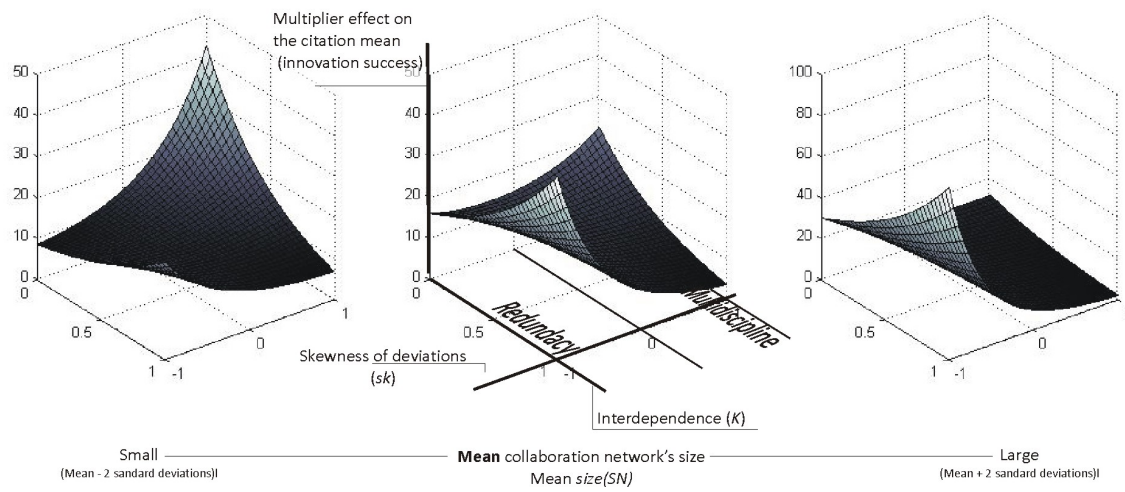 Multiplier effect on
the citation mean
(innovation success)
50
40
30
20
10
0
0
0.5
1
-1
0
1
50
40
30
20
10
0
0
0.5
1
-1
0
Redundacy
Multidiscipline
100
80
60
40
20
0
0
0.5
1
-1
0
Skewness of deviations
(sk)
Interdependence (K)
Small
(Mean - 2 sandard deviations)l
Mean collaboration network's size
Mean size(SN)
Large
(Mean + 2 sandard deviations)l